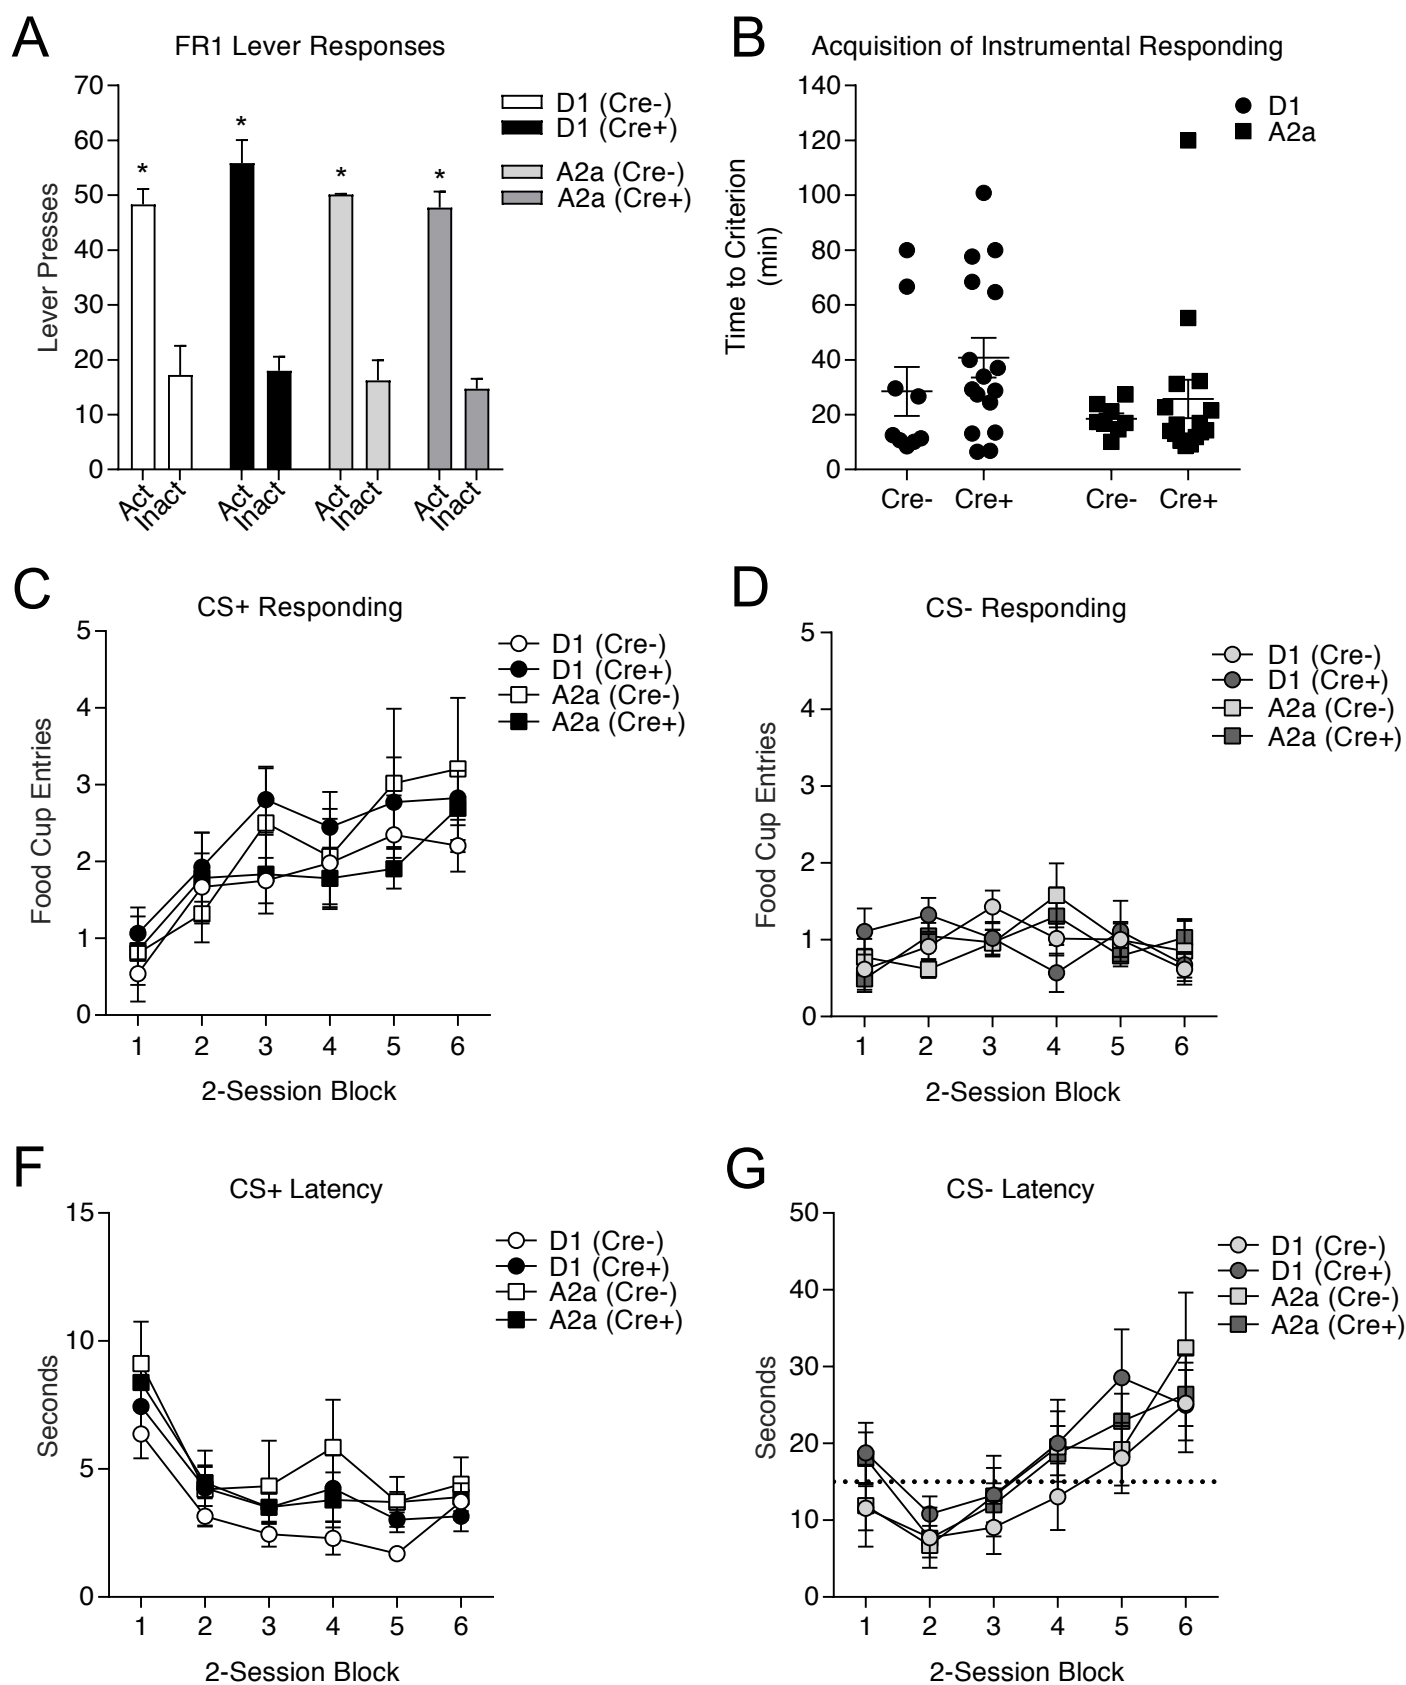 A
FR1 Lever Responses
70
60
50
40
30
20
10
0
Lever Presses
*
*
*
*
Act
Inact
Act
Inact
Act
Inact
Act
Inact
D1 (Cre-)
D1 (Cre+)
A2a (Cre-)
A2a (Cre+)
B
Acquisition of Instrumental Responding
140
120
100
80
60
40
20
0
Time to Criterion
(min)
Cre-
Cre+
Cre-
Cre+
D1
A2a
C
CS+ Responding
5
4
3
2
1
0
Food Cup Entries
1 2 3 4 5 6
2-Session Block
D1 (Cre-)
D1 (Cre+)
A2a (Cre-)
A2a (Cre+)
D
CS- Responding
5
4
3
2
1
0
Food Cup Entries
1 2 3 4 5 6
2-Session Block
D1 (Cre-)
D1 (Cre+)
A2a (Cre-)
A2a (Cre+)
F
CS+ Latency
15
10
5
0
Seconds
1 2 3 4 5 6
2-Session Block
D1 (Cre-)
D1 (Cre+)
A2a (Cre-)
A2a (Cre+)
G
CS- Latency
50
40
30
20
10
0
Seconds
1 2 3 4 5 6
2-Session Block
D1 (Cre-)
D1 (Cre+)
A2a (Cre-)
A2a (Cre+)